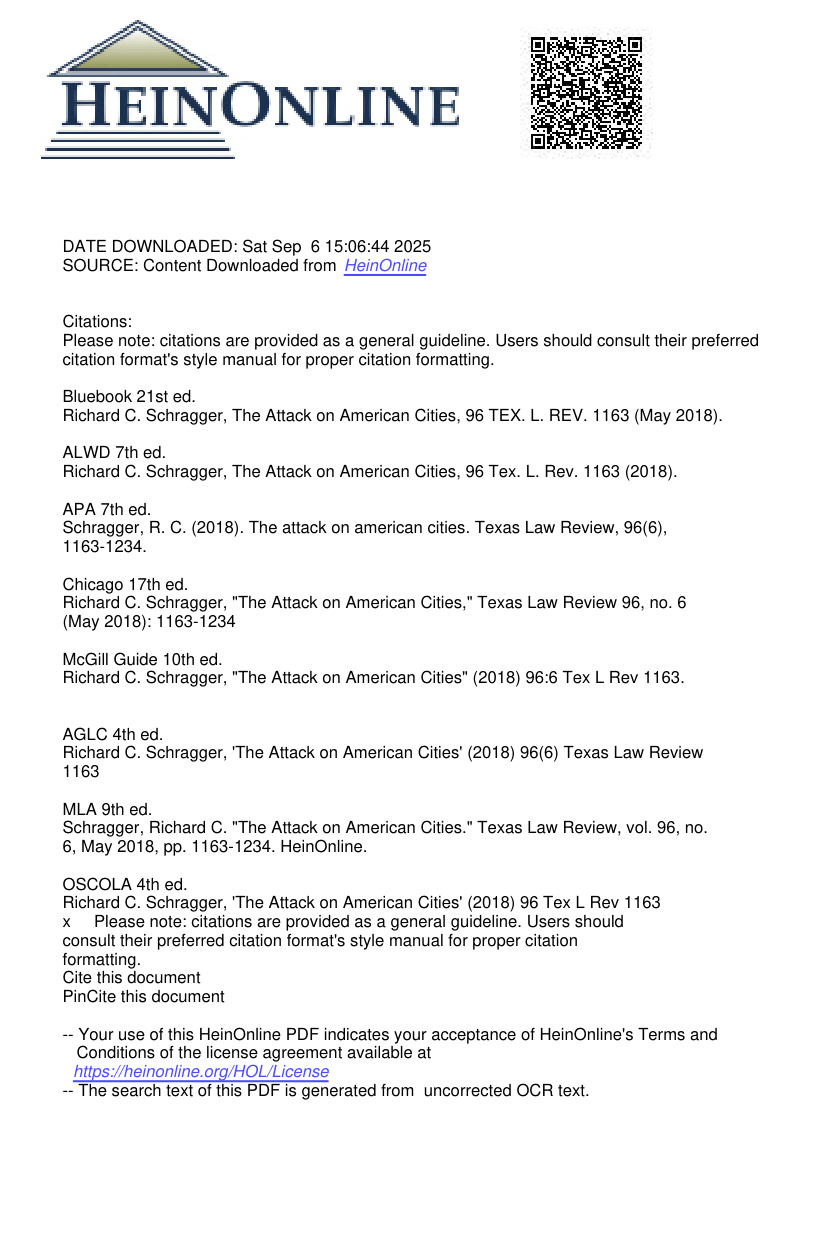 HEINONLINE
DATE DOWNLOADED: Sat Sep  6 15:06:44 2025
SOURCE: Content Downloaded from HeinOnline
Citations:
Please note: citations are provided as a general guideline. Users should consult their preferred
citation format's style manual for proper citation formatting.
Bluebook 21st ed.
Richard C. Schragger, The Attack on American Cities, 96 TEX. L. REV. 1163 (May 2018).
ALWD 7th ed.
Richard C. Schragger, The Attack on American Cities, 96 Tex. L. Rev. 1163 (2018).
APA 7th ed.
Schragger, R. C. (2018). The attack on american cities. Texas Law Review, 96(6),
1163-1234.
Chicago 17th ed.
Richard C. Schragger, "The Attack on American Cities," Texas Law Review 96, no. 6
(May 2018): 1163-1234
McGill Guide 10th ed.
Richard C. Schragger, "The Attack on American Cities" (2018) 96:6 Tex L Rev 1163.
AGLC 4th ed.
Richard C. Schragger, 'The Attack on American Cities' (2018) 96(6) Texas Law Review
1163
MLA 9th ed.
Schragger, Richard C. "The Attack on American Cities." Texas Law Review, vol. 96, no.
6, May 2018, pp. 1163-1234. HeinOnline.
OSCOLA 4th ed.
Richard C. Schragger, 'The Attack on American Cities' (2018) 96 Tex L Rev 1163
x     Please note: citations are provided as a general guideline. Users should
consult their preferred citation format's style manual for proper citation
formatting.
Cite this document
PinCite this document
-- Your use of this HeinOnline PDF indicates your acceptance of HeinOnline's Terms and
Conditions of the license agreement available at
https://heinonline.org/HOL/License
-- The search text of this PDF is generated from  uncorrected OCR text.